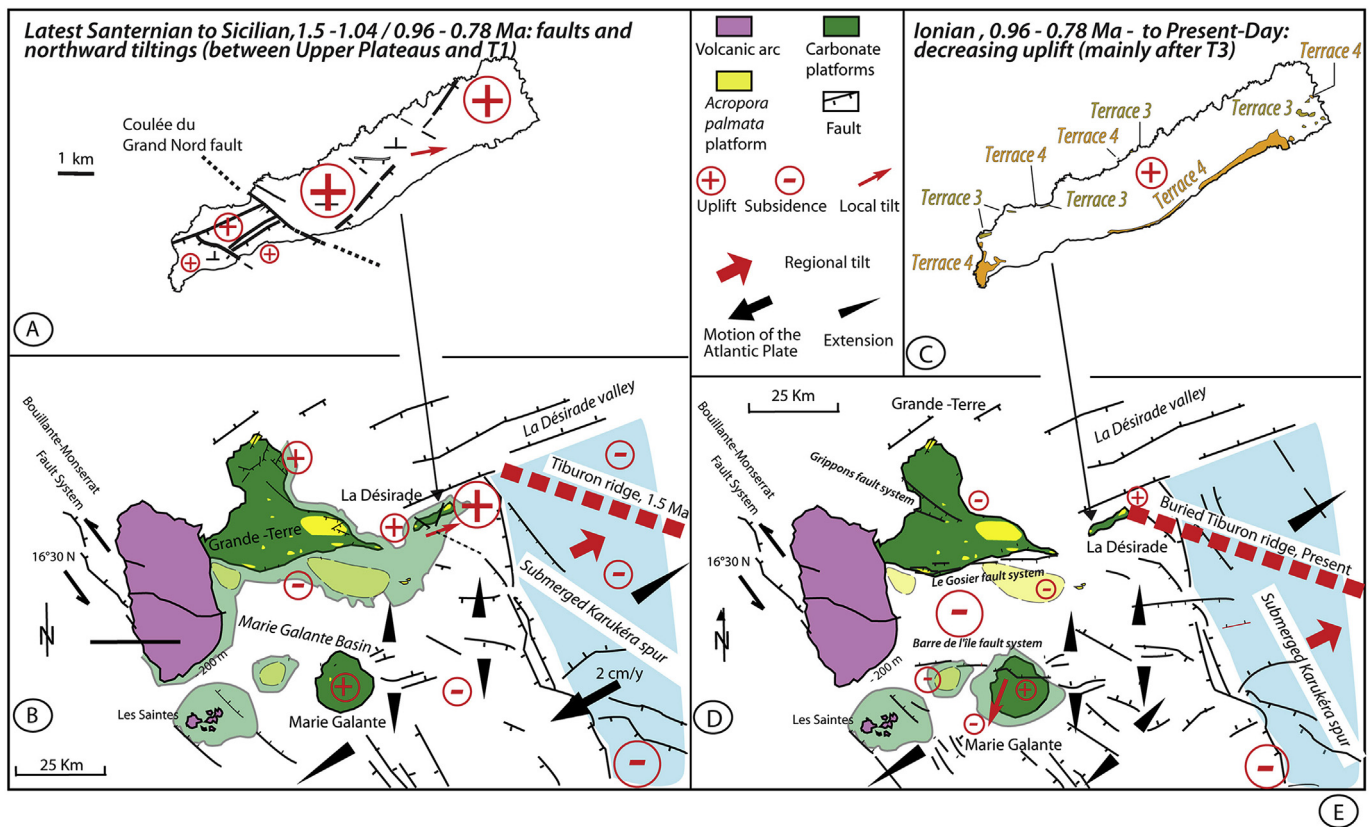 Latest Santernian to Sicilian,1.5 -1.04 / 0.96 - 0.78 Ma: faults and
northward tiltings (between Upper Plateaus and T1)
Coulée du
Grand Nord fault
1 km
A
Volcanic arc
Carbonate
platforms
Acropora
palmata
platform
Fault
Uplift
Subsidence
Local tilt
Regional tilt
Motion of the
Atlantic Plate
Extension
Ionian , 0.96 - 0.78 Ma - to Present-Day:
decreasing uplift (mainly after T3)
Terrace 4
Terrace 3
Terrace 3
Terrace 4
Terrace 4
Terrace 4
Terrace 3
Terrace 3
Terrace 4
C
Bouillante-Monserrat
Fault System
16°30 N
N
La Désirade valley
Tiburon ridge, 1.5 Ma
La Désirade
Grande -Terre
Submerged Karukéra spur
Marie Galante Basin
200 m
2 cm/y
Les Saintes
Marie Galante
B
25 Km
25 Km
Grande -Terre
La Désirade valley
Bouillante-Monserrat
Fault System
Grippons fault system
16°30 N
N
La Désirade
Buried Tiburon ridge, Present
Le Gosier fault system
Submerged Karukéra spur
Barre de l'île fault system
200 m
Les Saintes
Marie Galante
D
E